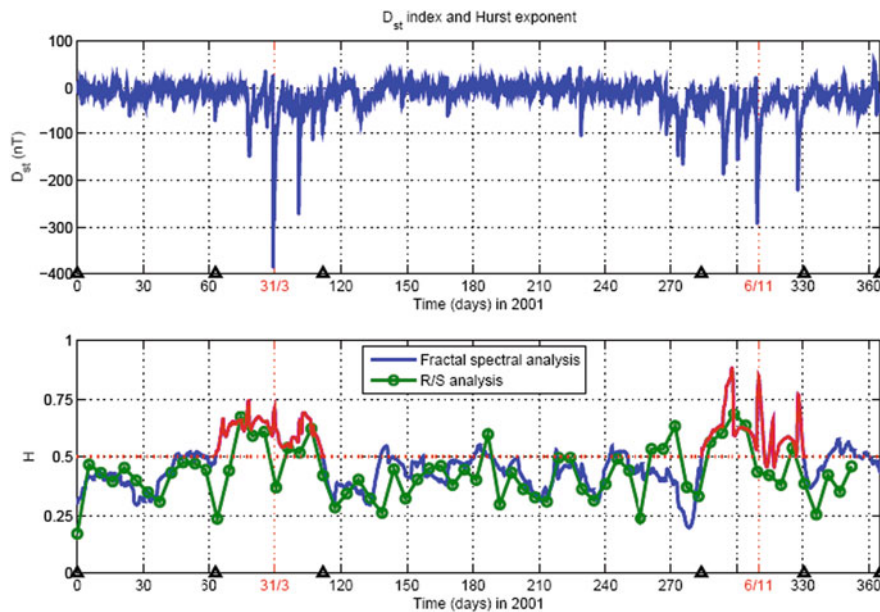 D_st index and Hurst exponent
100
0
−100
−200
−300
−400
D_st (nT)
0 30 60 31/3 120 150 180 210 240 270 6/11 330 360
Time (days) in 2001
1
0.75
0.5
0.25
0
H
Fractal spectral analysis
R/S analysis
0 30 60 31/3 120 150 180 210 240 270 6/11 330 360
Time (days) in 2001